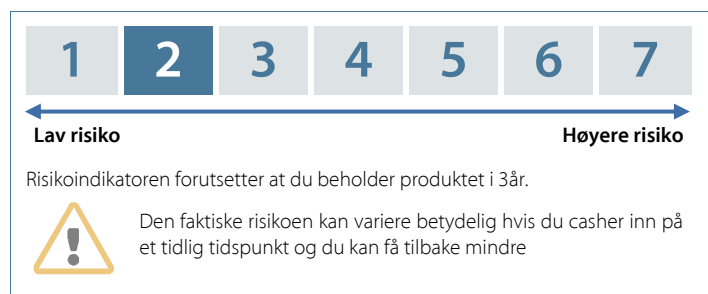 1 2 3 4 5 6 7
Lav risiko Høyere risiko
Risikoindikatoren forutsetter at du beholder produktet i 3år.
Den faktiske risikoen kan variere betydelig hvis du casher inn på
et tidlig tidspunkt og du kan få tilbake mindre